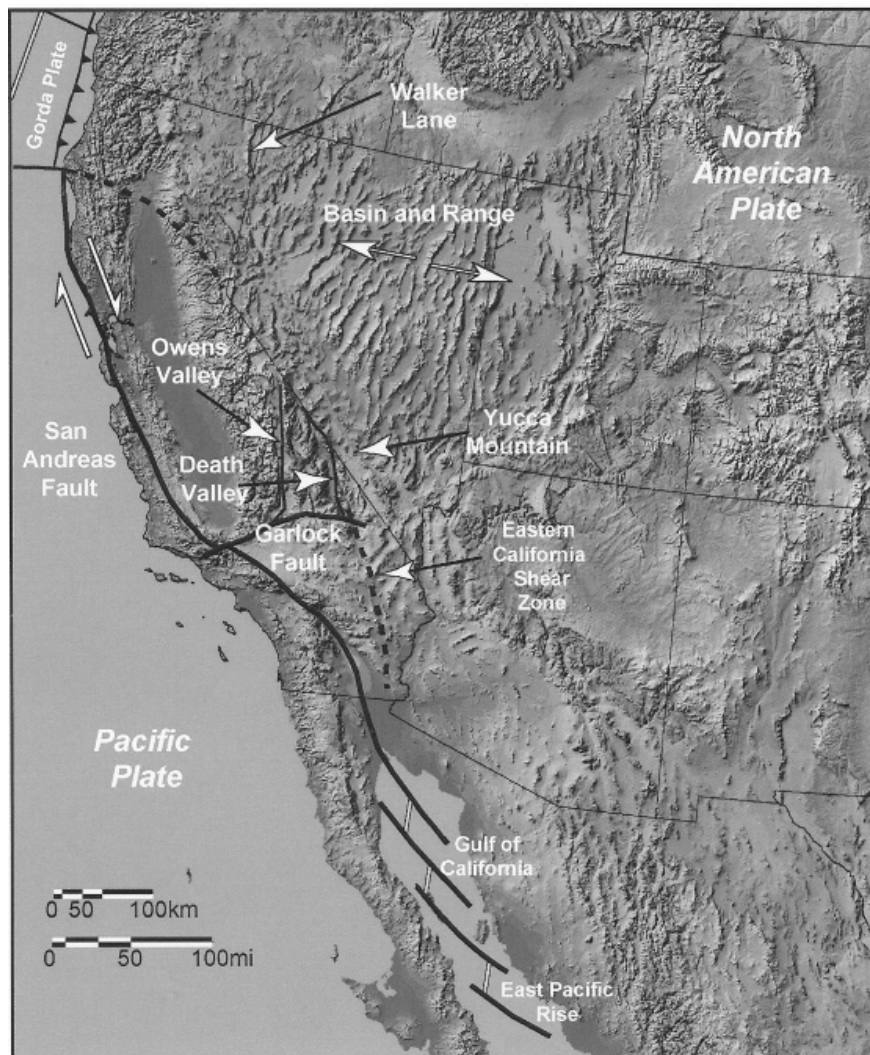 Gorda Plate
Walker
Lane
North
American
Plate
Basin and Range
Owens
Valley
San
Andreas
Fault
Death
Valley
Yucca
Mountain
Garlock
Fault
Eastern
California
Shear
Zone
Pacific
Plate
Gulf of
California
0 50 100km
0 50 100mi
East Pacific
Rise